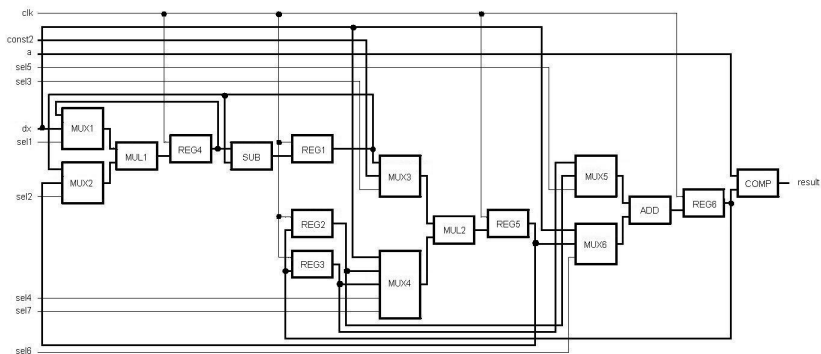 clk
const2
a
sel5
sel3
dx
MUX1
sel1
MUL1
REG4
SUB
REG1
MUX2
sel2
MUX3
MUX5
COMP
result
REG2
MUL2
REG5
ADD
REG6
REG3
MUX6
MUX4
sel4
sel7
sel6